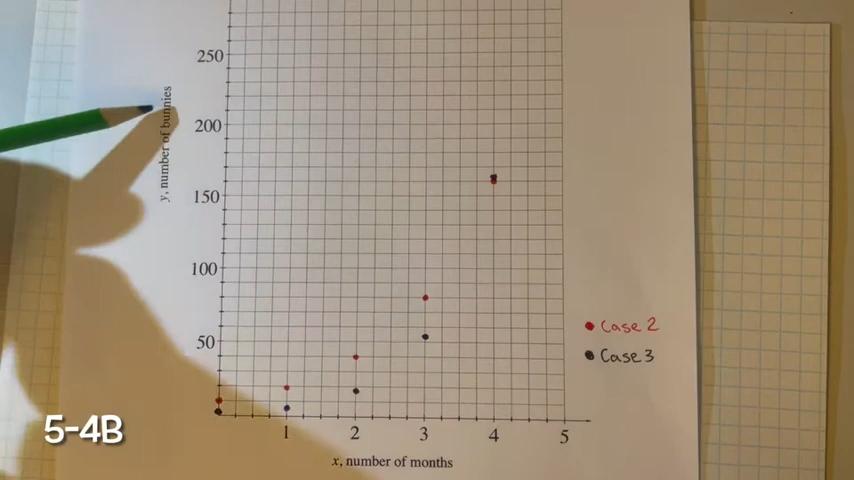 250
200
150
100
50
y, number of bunnies
1 2 3 4 5
x, number of months
Case 2
Case 3
5-4B